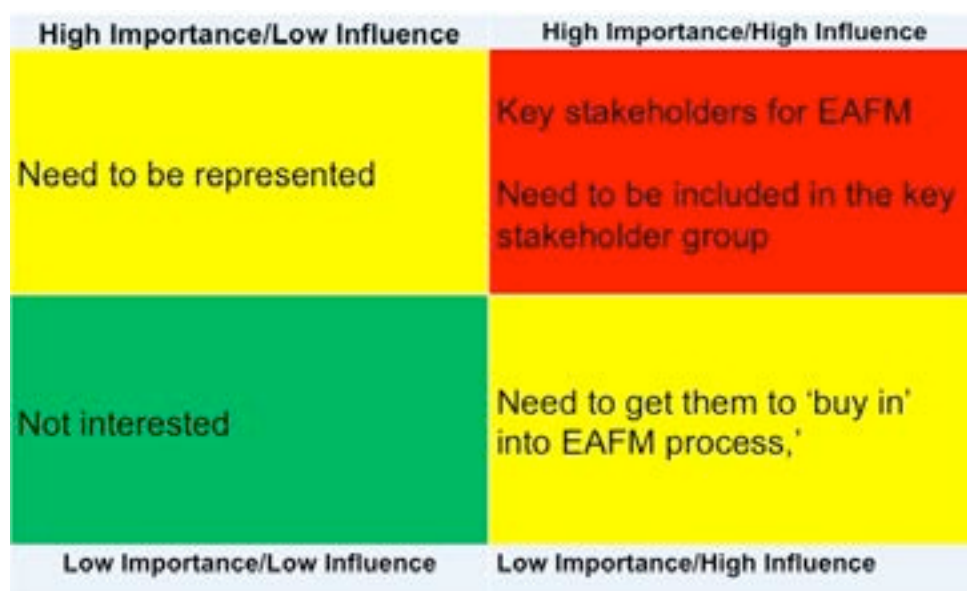 High Importance/Low Influence
High Importance/High Influence
Need to be represented
Key stakeholders for EAFM
Need to be included in the key
stakeholder group
Not interested
Need to get them to ‘buy in’
into EAFM process,’
Low Importance/Low Influence
Low Importance/High Influence